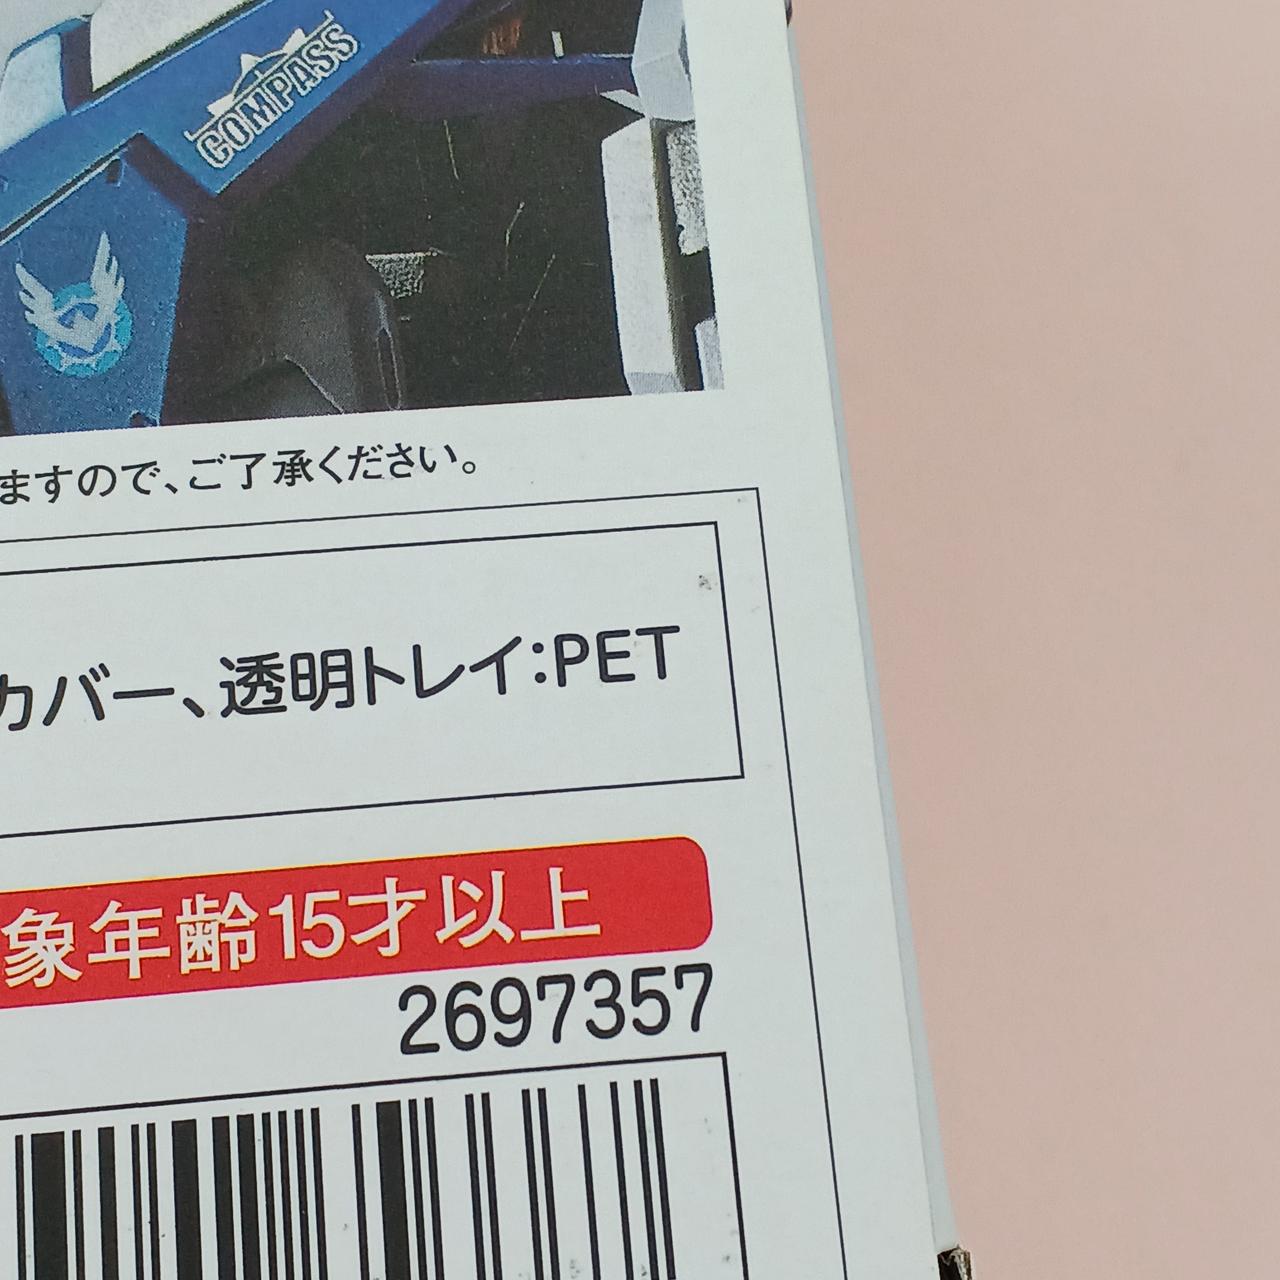 COMPASS
ますので、ご了承ください。
カバー、透明トレイ:PET
象年齢15才以上
2697357